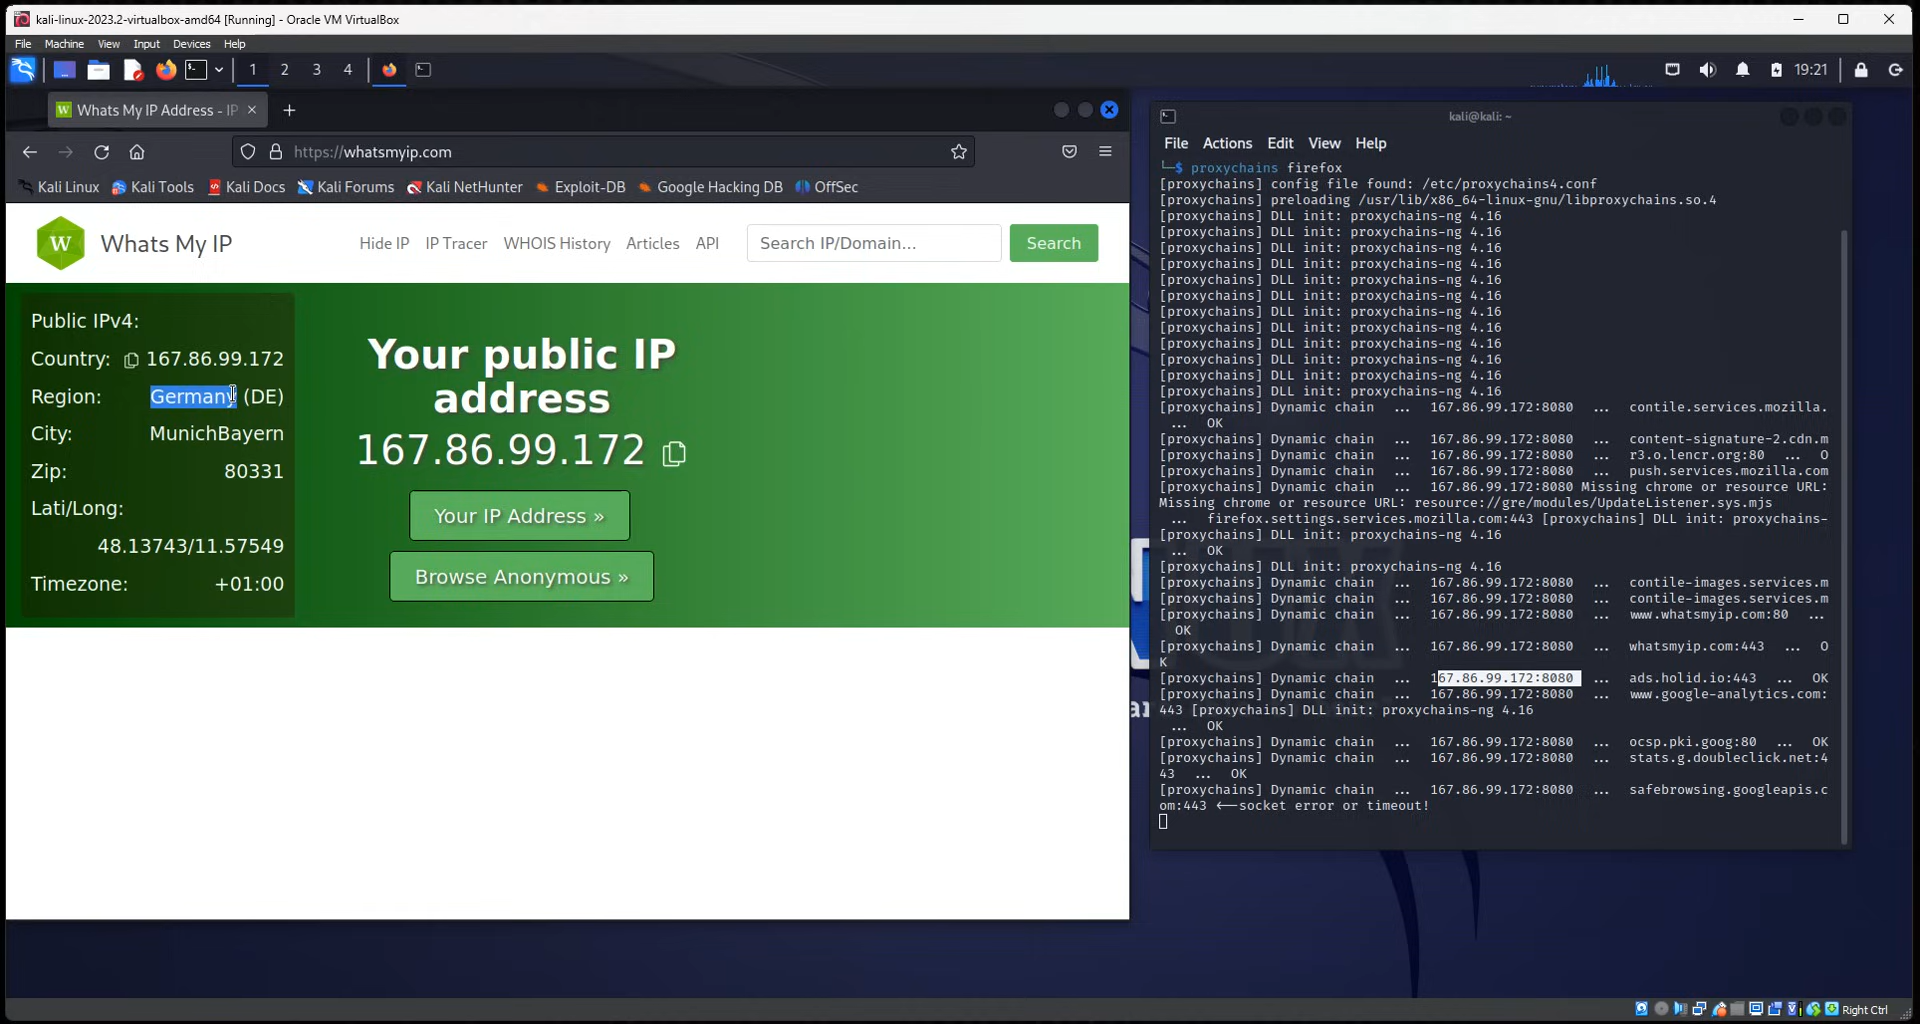 kali-linux-2023.2-virtualbox-amd64 [Running] - Oracle VM VirtualBox
File Machine View Input Devices Help
1 2 3 4 19:21
Whats My IP Address - IP
https://whatsmyip.com
Kali Linux Kali Tools Kali Docs Kali Forums Kali NetHunter Exploit-DB Google Hacking DB OffSec
W Whats My IP Hide IP IP Tracer WHOIS History Articles API Search IP/Domain... Search
Public IPv4:
Country: 167.86.99.172
Region: Germany (DE)
City: MunichBayern
Zip: 80331
Lati/Long:
48.13743/11.57549
Timezone: +01:00
Your public IP
address
167.86.99.172
Your IP Address »
Browse Anonymous »
kali@kali: ~
File Actions Edit View Help
└─$ proxychains firefox
[proxychains] config file found: /etc/proxychains4.conf
[proxychains] preloading /usr/lib/x86_64-linux-gnu/libproxychains.so.4
[proxychains] DLL init: proxychains-ng 4.16
[proxychains] DLL init: proxychains-ng 4.16
[proxychains] DLL init: proxychains-ng 4.16
[proxychains] DLL init: proxychains-ng 4.16
[proxychains] DLL init: proxychains-ng 4.16
[proxychains] DLL init: proxychains-ng 4.16
[proxychains] DLL init: proxychains-ng 4.16
[proxychains] DLL init: proxychains-ng 4.16
[proxychains] DLL init: proxychains-ng 4.16
[proxychains] DLL init: proxychains-ng 4.16
[proxychains] DLL init: proxychains-ng 4.16
[proxychains] DLL init: proxychains-ng 4.16
[proxychains] Dynamic chain ... 167.86.99.172:8080 ... contile.services.mozilla.
... OK
[proxychains] Dynamic chain ... 167.86.99.172:8080 ... content-signature-2.cdn.m
[proxychains] Dynamic chain ... 167.86.99.172:8080 ... r3.o.lencr.org:80 ... O
[proxychains] Dynamic chain ... 167.86.99.172:8080 ... push.services.mozilla.com
[proxychains] Dynamic chain ... 167.86.99.172:8080 Missing chrome or resource URL:
Missing chrome or resource URL: resource://gre/modules/UpdateListener.sys.mjs
... firefox.settings.services.mozilla.com:443 [proxychains] DLL init: proxychains-
[proxychains] DLL init: proxychains-ng 4.16
... OK
[proxychains] DLL init: proxychains-ng 4.16
[proxychains] Dynamic chain ... 167.86.99.172:8080 ... contile-images.services.m
[proxychains] Dynamic chain ... 167.86.99.172:8080 ... contile-images.services.m
[proxychains] Dynamic chain ... 167.86.99.172:8080 ... www.whatsmyip.com:80 ...
OK
[proxychains] Dynamic chain ... 167.86.99.172:8080 ... whatsmyip.com:443 ... O
K
[proxychains] Dynamic chain ... 167.86.99.172:8080 ... ads.holid.io:443 ... OK
[proxychains] Dynamic chain ... 167.86.99.172:8080 ... www.google-analytics.com:
443 [proxychains] DLL init: proxychains-ng 4.16
... OK
[proxychains] Dynamic chain ... 167.86.99.172:8080 ... ocsp.pki.goog:80 ... OK
[proxychains] Dynamic chain ... 167.86.99.172:8080 ... stats.g.doubleclick.net:4
43 ... OK
[proxychains] Dynamic chain ... 167.86.99.172:8080 ... safebrowsing.googleapis.c
om:443 <--socket error or timeout!
Right Ctrl